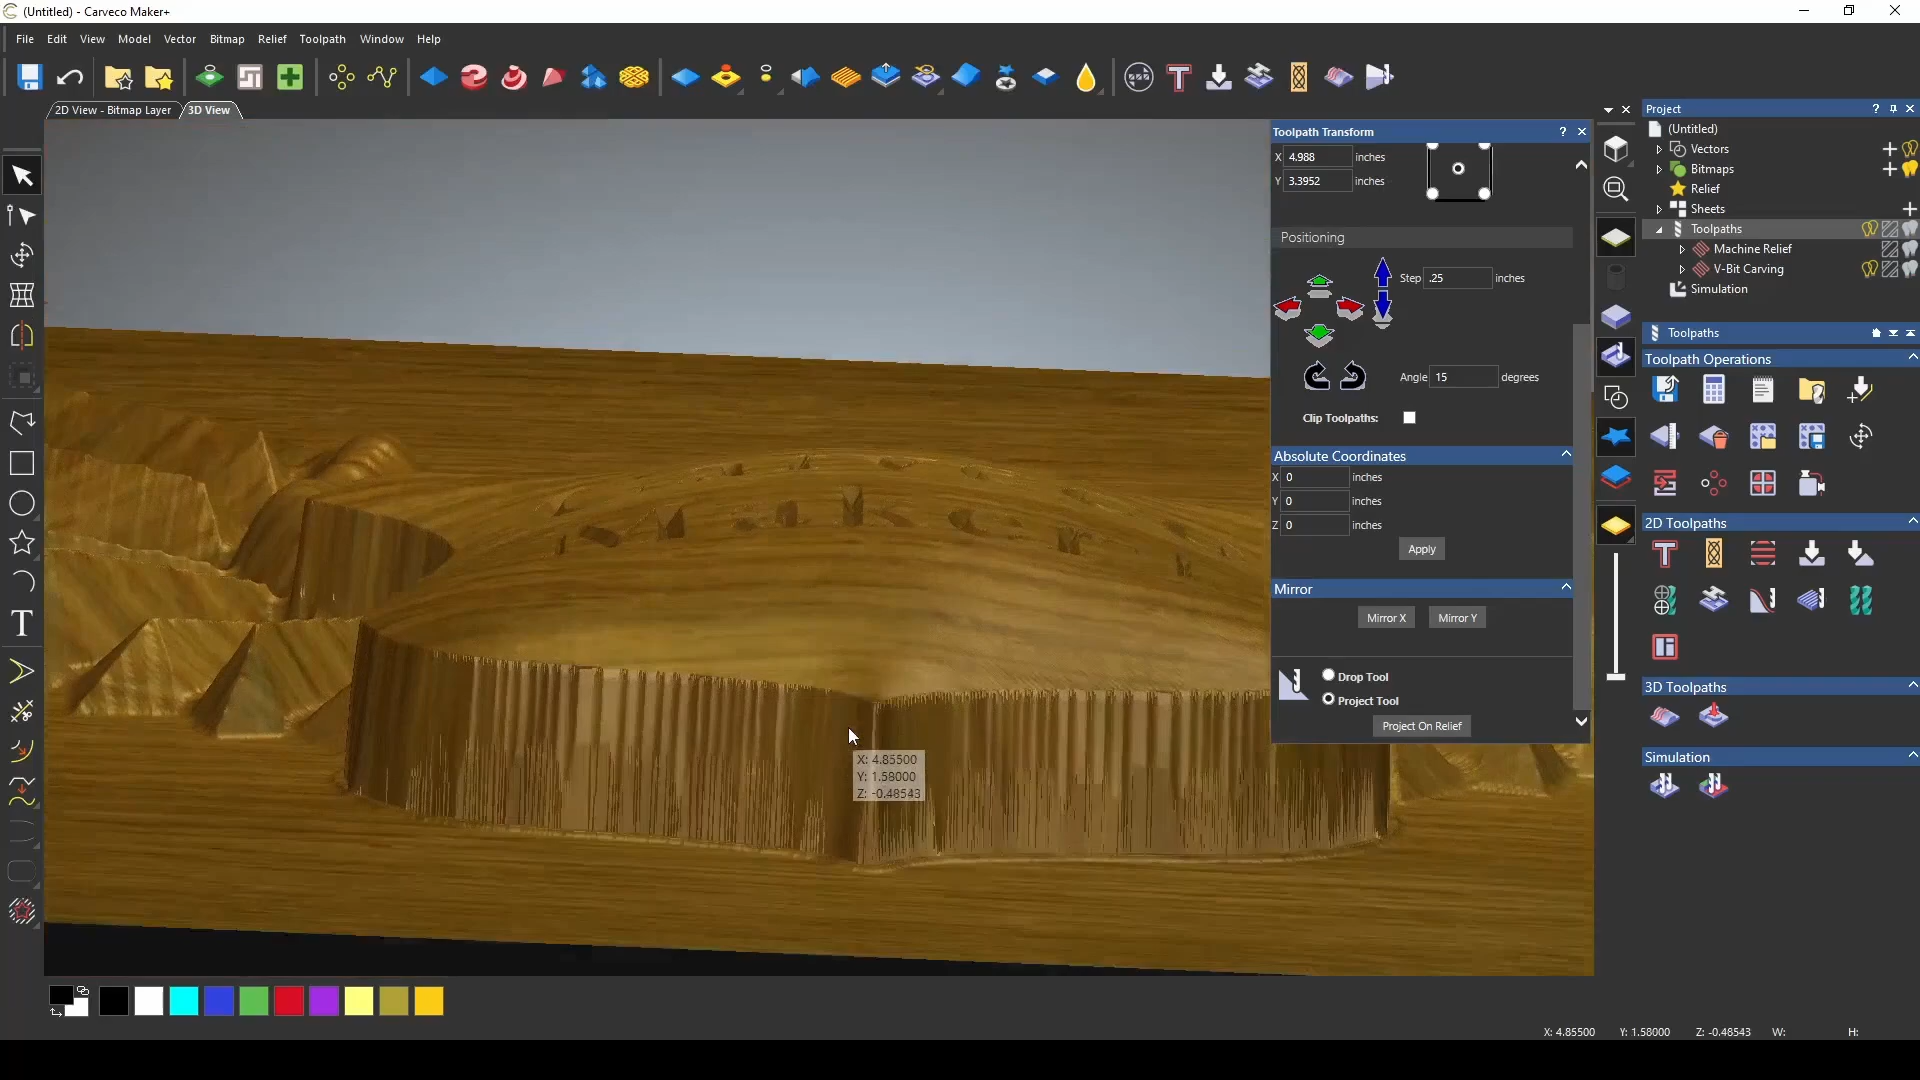 (Untitled) - Carveco Maker+
File Edit View Model Vector Bitmap Relief Toolpath Window Help
2D View - Bitmap Layer 3D View
Toolpath Transform ?
X 4.988 inches
Y 3.3952 inches
Positioning
Step .25 inches
Angle 15 degrees
Clip Toolpaths:
Absolute Coordinates
X 0 inches
Y 0 inches
Z 0 inches
Apply
Mirror
Mirror X Mirror Y
Drop Tool
Project Tool
Project On Relief
X: 4.85500
Y: 1.58000
Z: -0.48543
Project ?
(Untitled)
Vectors
Bitmaps
Relief
Sheets
Toolpaths
Machine Relief
V-Bit Carving
Simulation
Toolpaths
Toolpath Operations
2D Toolpaths
3D Toolpaths
Simulation
X: 4.85500 Y: 1.58000 Z: -0.48543 W: H: